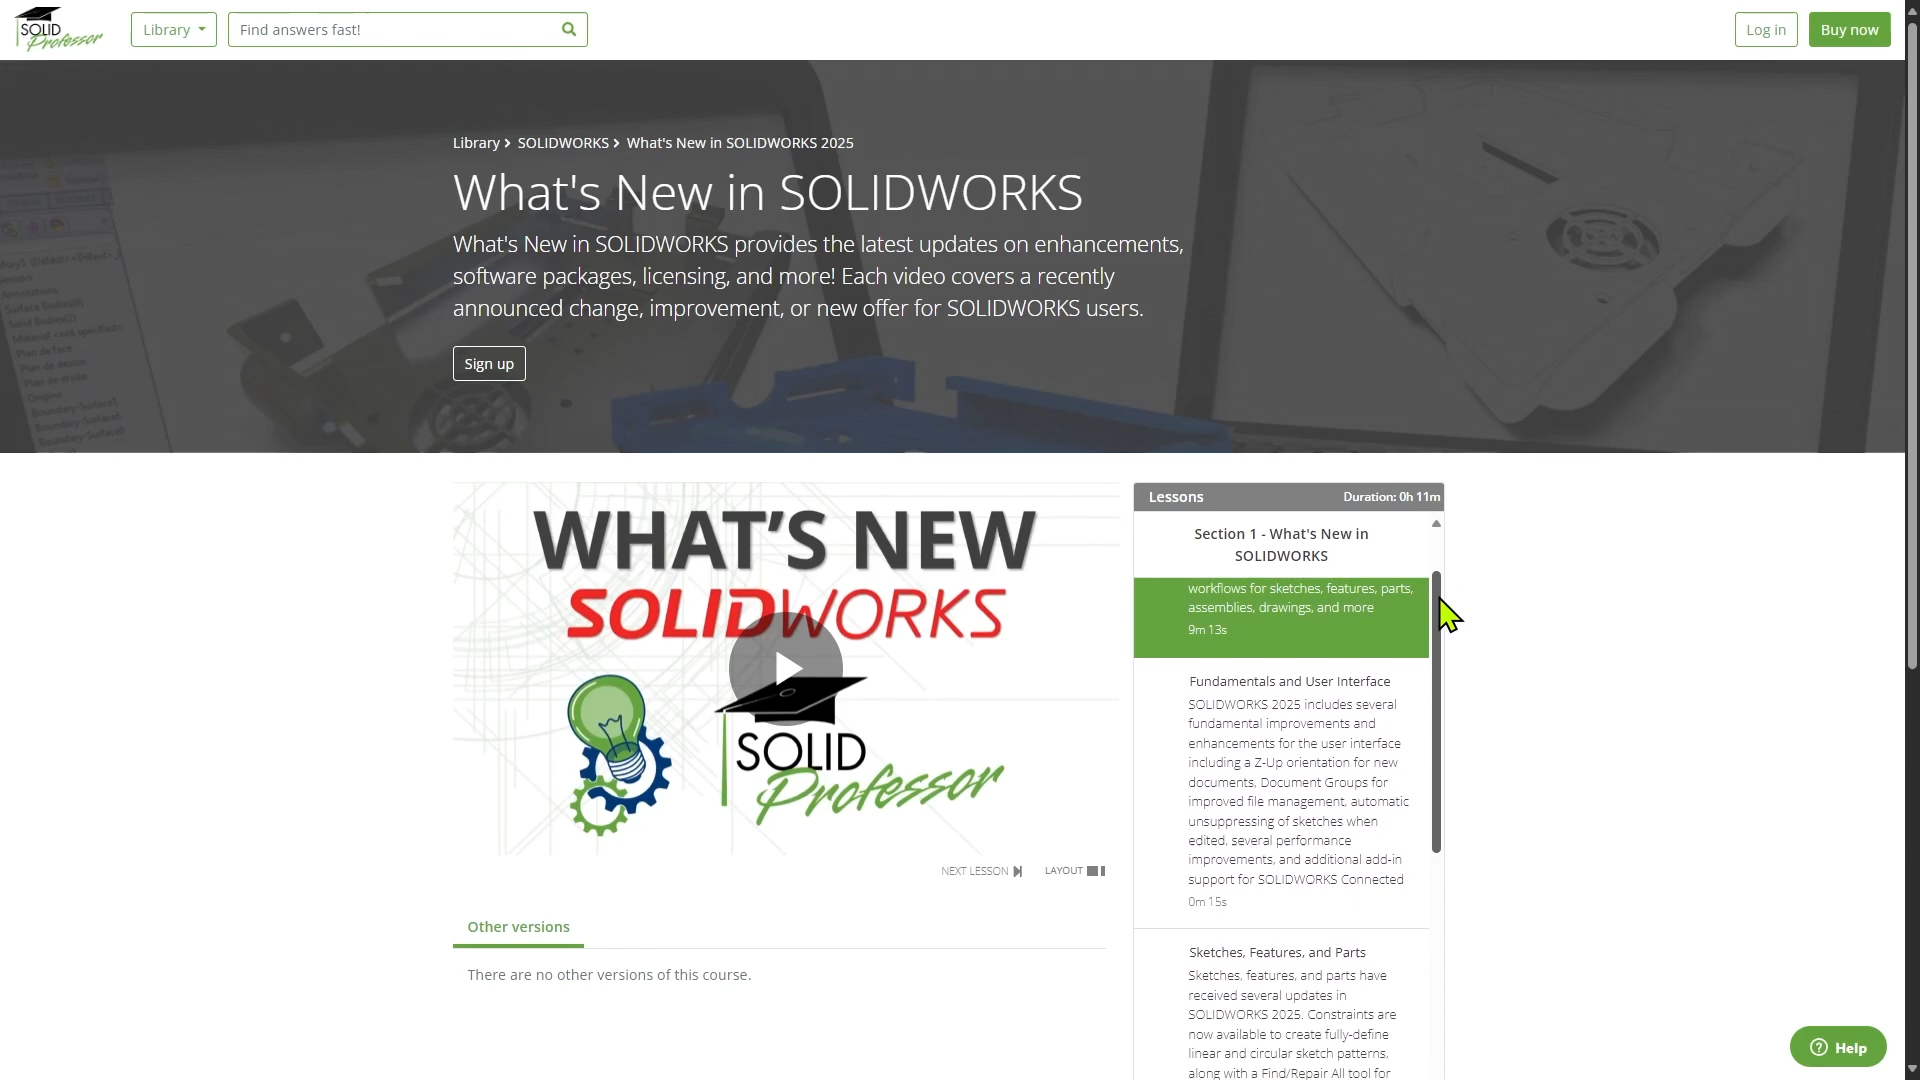 SOLID
Professor
Library
Find answers fast!
Log in
Buy now
Library
SOLIDWORKS
What's New in SOLIDWORKS 2025
What's New in SOLIDWORKS
What's New in SOLIDWORKS provides the latest updates on enhancements,
software packages, licensing, and more! Each video covers a recently
announced change, improvement, or new offer for SOLIDWORKS users.
Sign up
WHAT'S NEW
SOLIDWORKS
SOLID
Professor
NEXT LESSON
LAYOUT
Other versions
There are no other versions of this course.
Lessons
Duration: 0h 11m
Section 1 - What's New in
SOLIDWORKS
workflows for sketches, features, parts,
assemblies, drawings, and more
9m 13s
Fundamentals and User Interface
SOLIDWORKS 2025 includes several
fundamental improvements and
enhancements for the user interface
including a Z-Up orientation for new
documents, Document Groups for
improved file management, automatic
unsuppressing of sketches when
edited, several performance
improvements, and additional add-in
support for SOLIDWORKS Connected
0m 15s
Sketches, Features, and Parts
Sketches, features, and parts have
received several updates in
SOLIDWORKS 2025. Constraints are
now available to create fully-define
linear and circular sketch patterns,
along with a Find/Repair All tool for
Help